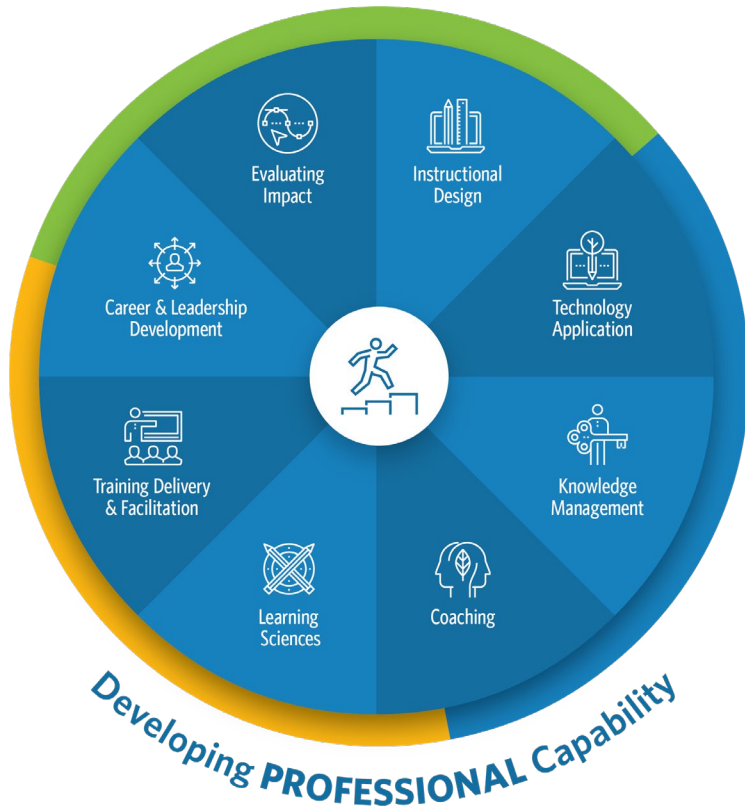 Evaluating
Impact
Instructional
Design
Career & Leadership
Development
Technology
Application
Training Delivery
& Facilitation
Knowledge
Management
Learning
Sciences
Coaching
Developing PROFESSIONAL Capability